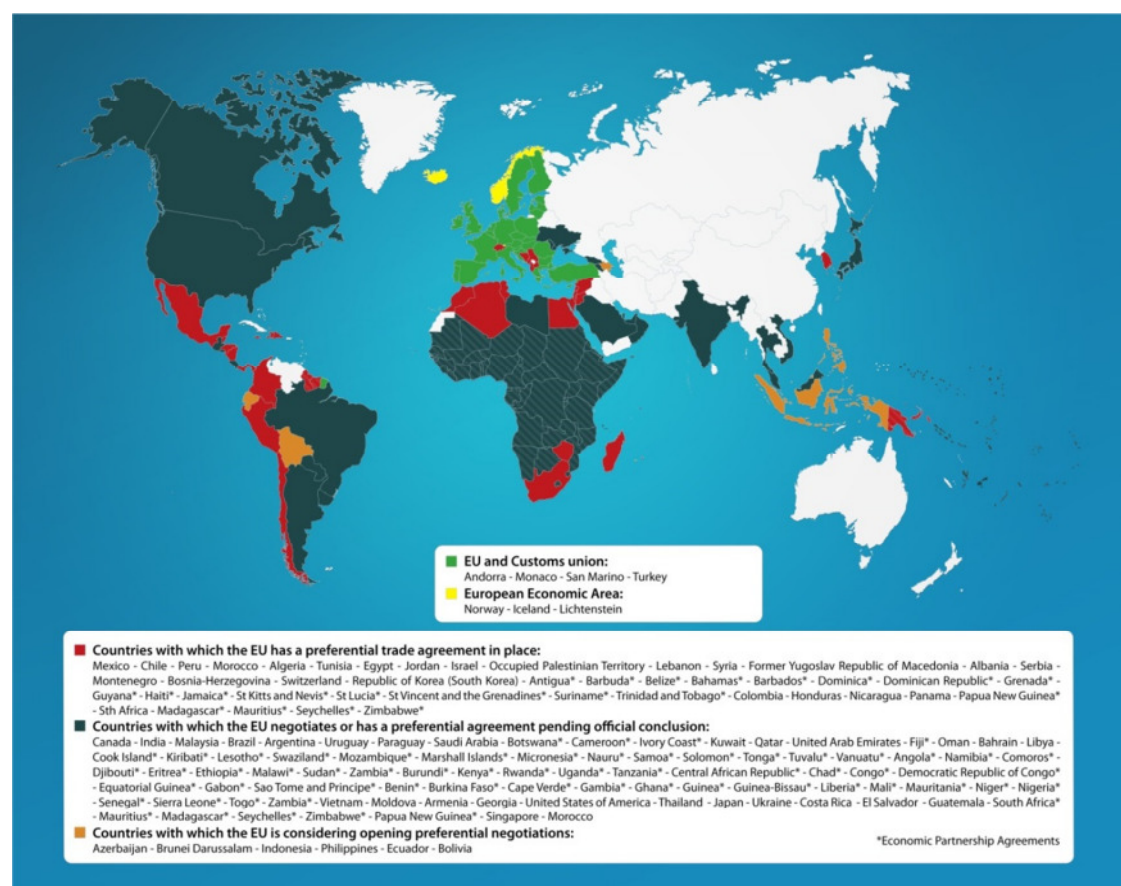 EU and Customs union:
Andorra - Monaco - San Marino - Turkey
European Economic Area:
Norway - Iceland - Lichtenstein
Countries with which the EU has a preferential trade agreement in place:
Mexico - Chile - Peru - Morocco - Algeria - Tunisia - Egypt - Jordan - Israel - Occupied Palestinian Territory - Lebanon - Syria - Former Yugoslav Republic of Macedonia - Albania - Serbia -
Montenegro - Bosnia-Herzegovina - Switzerland - Republic of Korea (South Korea) - Antigua* - Barbuda* - Belize* - Bahamas* - Barbados* - Dominica* - Dominican Republic* - Grenada* -
Guyana* - Haiti* - Jamaica* - St Kitts and Nevis* - St Lucia* - St Vincent and the Grenadines* - Suriname* - Trinidad and Tobago* - Colombia - Honduras - Nicaragua - Panama - Papua New Guinea*
- Sth Africa - Madagascar* - Mauritius* - Seychelles* - Zimbabwe*
Countries with which the EU negotiates or has a preferential agreement pending official conclusion:
Canada - India - Malaysia - Brazil - Argentina - Uruguay - Paraguay - Saudi Arabia - Botswana* - Cameroon* - Ivory Coast* - Kuwait - Qatar - United Arab Emirates - Fiji* - Oman - Bahrain - Libya -
Cook Island* - Kiribati* - Lesotho* - Swaziland* - Mozambique* - Marshall Islands* - Micronesia* - Nauru* - Samoa* - Solomon* - Tonga* - Tuvalu* - Vanuatu* - Angola* - Namibia* - Comoros* -
Djibouti* - Eritrea* - Ethiopia* - Malawi* - Sudan* - Zambia* - Burundi* - Kenya* - Rwanda* - Uganda* - Tanzania* - Central African Republic* - Chad* - Congo* - Democratic Republic of Congo*
- Equatorial Guinea* - Gabon* - Sao Tome and Principe* - Benin* - Burkina Faso* - Cape Verde* - Gambia* - Ghana* - Guinea* - Guinea-Bissau* - Liberia* - Mali* - Mauritania* - Niger* - Nigeria*
- Senegal* - Sierra Leone* - Togo* - Zambia* - Vietnam - Moldova - Armenia - Georgia - United States of America - Thailand - Japan - Ukraine - Costa Rica - El Salvador - Guatemala - South Africa*
- Mauritius* - Madagascar* - Seychelles* - Zimbabwe* - Papua New Guinea* - Singapore - Morocco
Countries with which the EU is considering opening preferential negotiations:
Azerbaijan - Brunei Darussalam - Indonesia - Philippines - Ecuador - Bolivia
*Economic Partnership Agreements